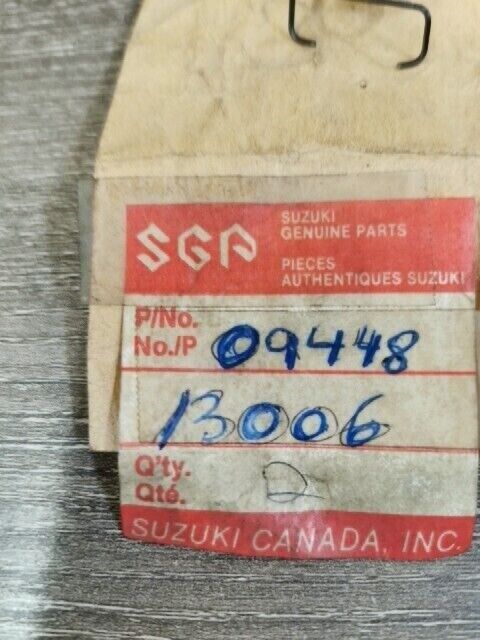 SGP
SUZUKI
GENUINE PARTS
PIECES
AUTHENTIQUES SUZUKI
P/No.
No./P 09448
13006
Q'ty.
Qté. 2
SUZUKI CANADA, INC.